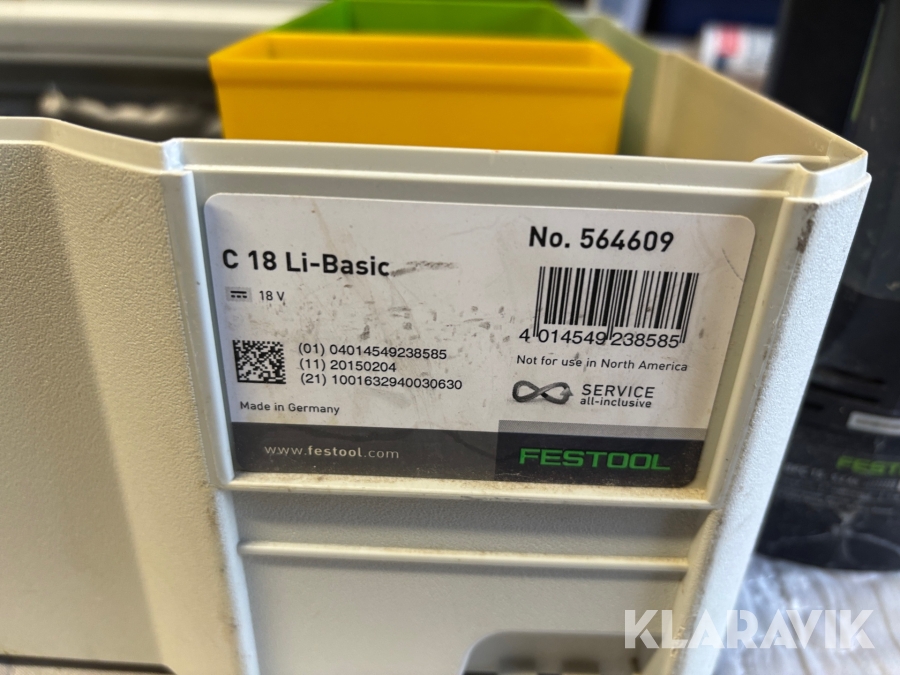 C 18 Li-Basic
18 V
(01) 04014549238585
(11) 20150204
(21) 1001632940030630
Made in Germany
www.festool.com
No. 564609
4 014549 238585
Not for use in North America
SERVICE
all-inclusive
FESTOOL
FEST
KLARAVIK